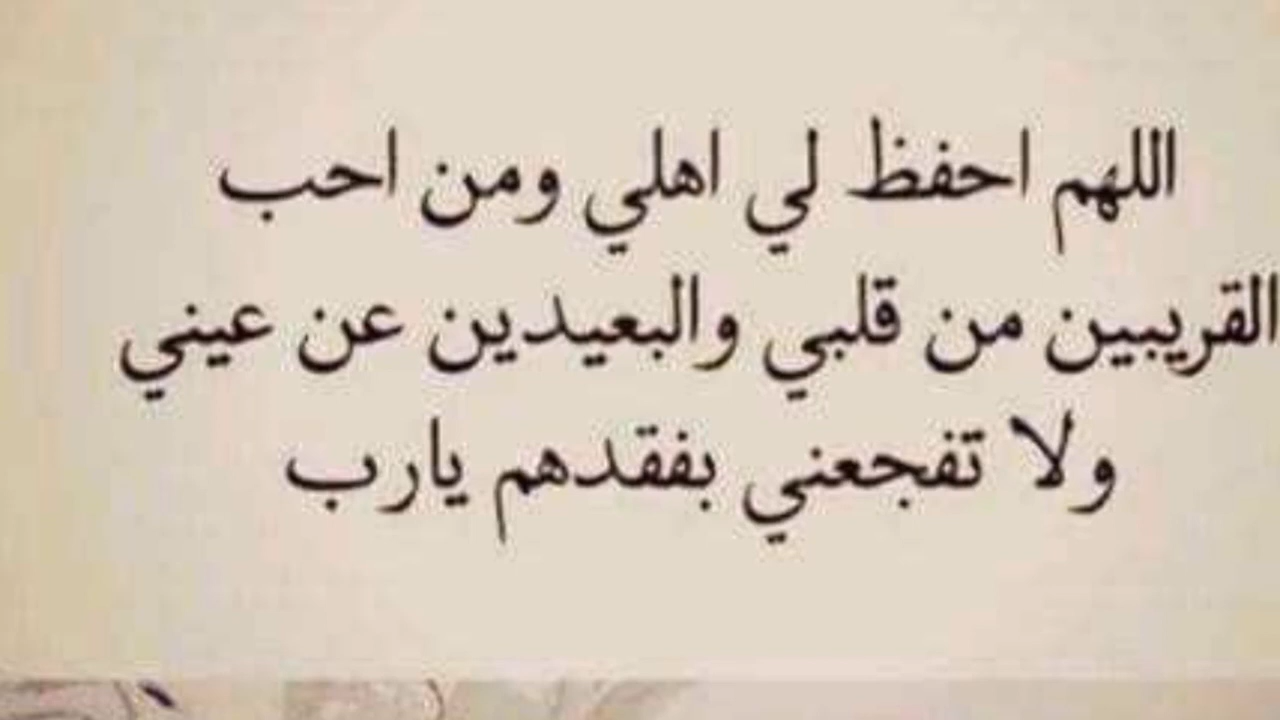 اللهم احفظ لي اهلي ومن احب
القريبين من قلبي والبعيدين عن عيني
ولا تفجعني بفقدهم يارب